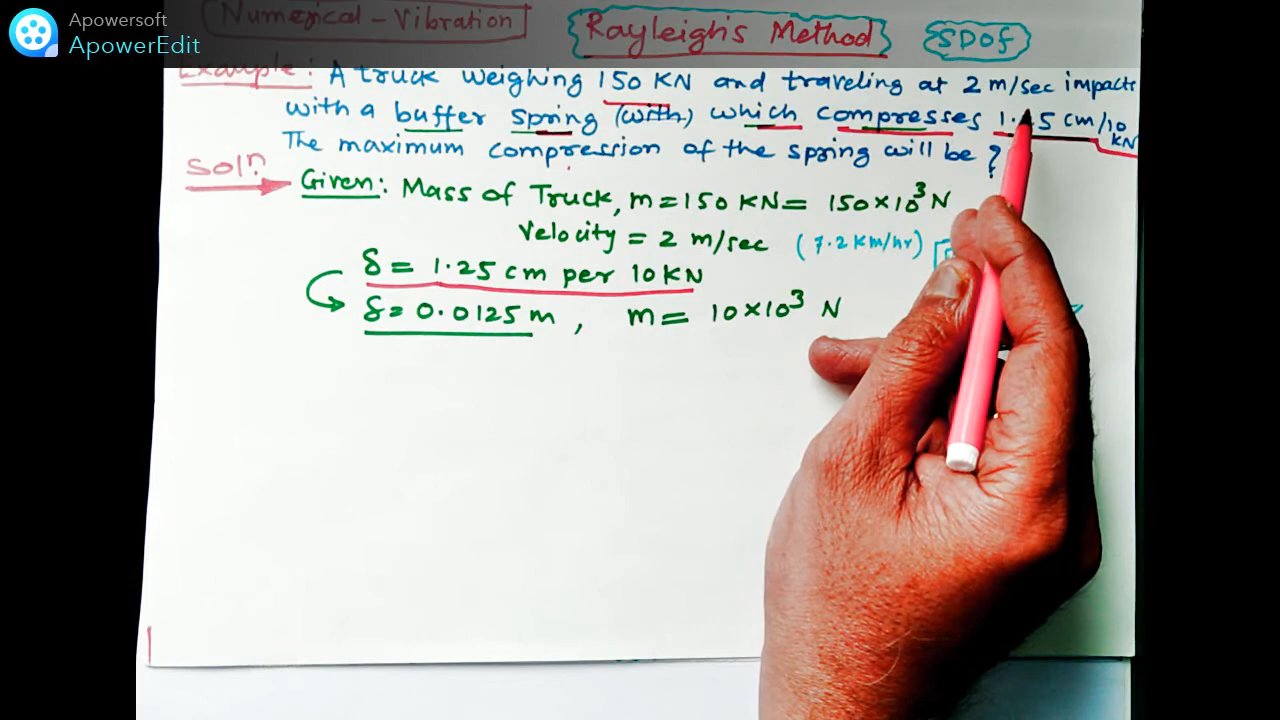 Apowersoft
ApowerEdit
Numerical - Vibration
Rayleigh's Method
SDOF
Example: A truck weighing 150 KN and traveling at 2 m/sec impacts
with a buffer spring (with) which compresses 1.25 cm/10 KN
The maximum compression of the spring will be?
Solⁿ
Given: Mass of Truck, m = 150 KN = 150×10³ N
Velocity = 2 m/sec (7.2 Km/hr)
δ = 1.25 cm per 10 KN
δ = 0.0125 m, m = 10×10³ N